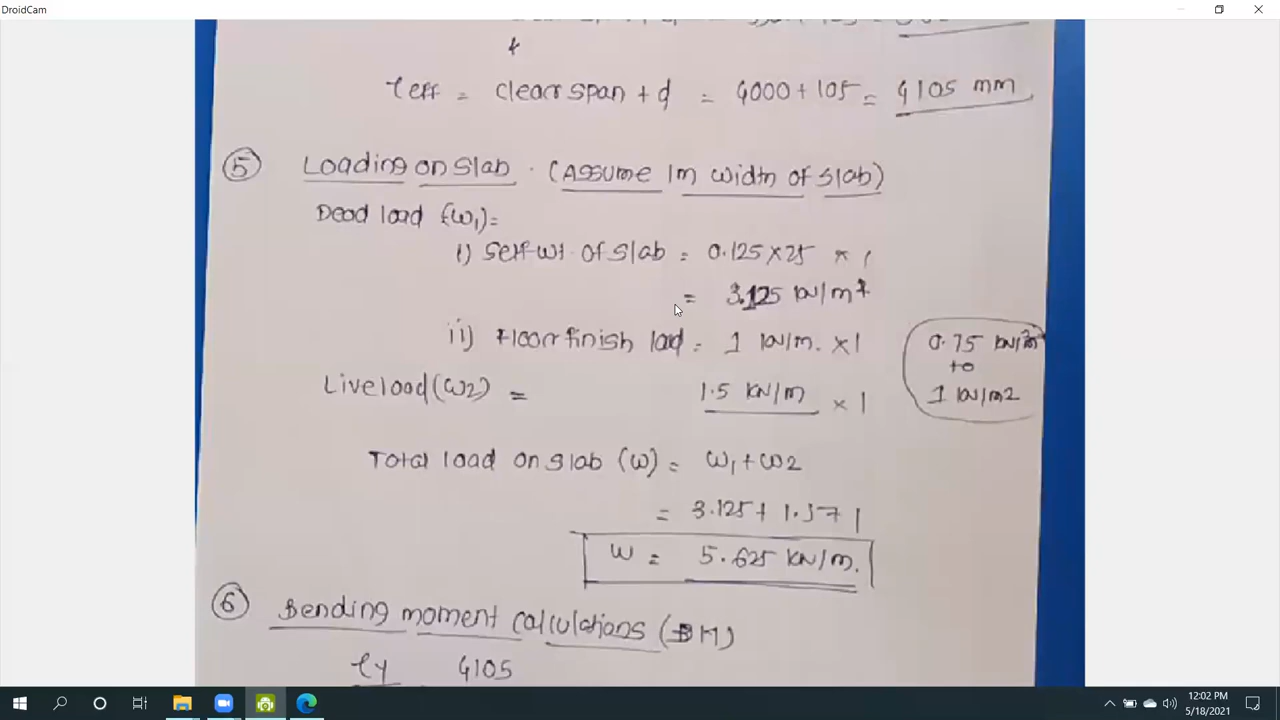 DroidCam
leff = clear span + d = 4000 + 105 = 4105 mm
⑤ Loading on Slab . (Assume 1m width of slab)
Dead load (w1)=
i) Self wt. of slab = 0.125 × 25 × 1
= 3.125 kN/m
ii) Floor finish load = 1 kN/m. × 1
0.75 kN/m2
to
1 kN/m2
Live load (w2) = 1.5 kN/m × 1
Total load on slab (w) = w1 + w2
= 3.125 + 1.5 + 1
w = 5.625 kN/m.
⑥ Bending moment calculations (BM)
ly 4105
12:02 PM
5/18/2021